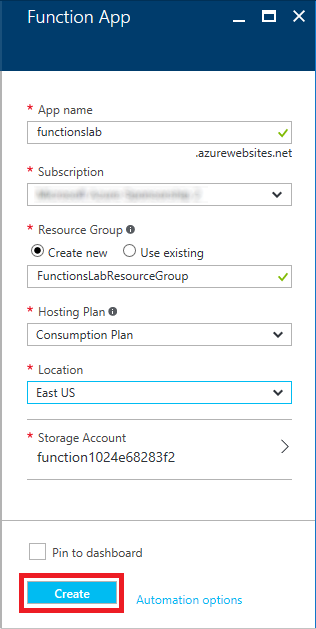 Function App
* App name
functionslab
.azurewebsites.net
* Subscription
* Resource Group
Create new
Use existing
FunctionsLabResourceGroup
* Hosting Plan
Consumption Plan
* Location
East US
* Storage Account
function1024e68283f2
Pin to dashboard
Create
Automation options